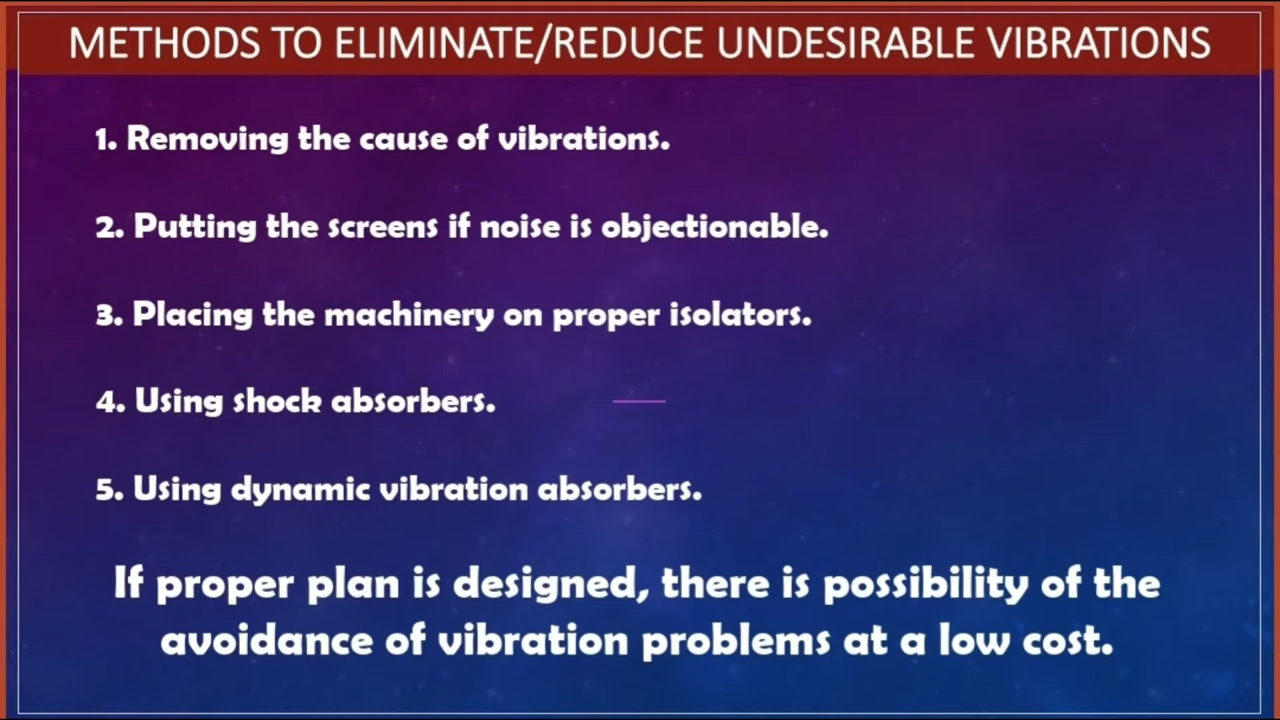 METHODS TO ELIMINATE/REDUCE UNDESIRABLE VIBRATIONS
1. Removing the cause of vibrations.
2. Putting the screens if noise is objectionable.
3. Placing the machinery on proper isolators.
4. Using shock absorbers.
5. Using dynamic vibration absorbers.
If proper plan is designed, there is possibility of the
avoidance of vibration problems at a low cost.